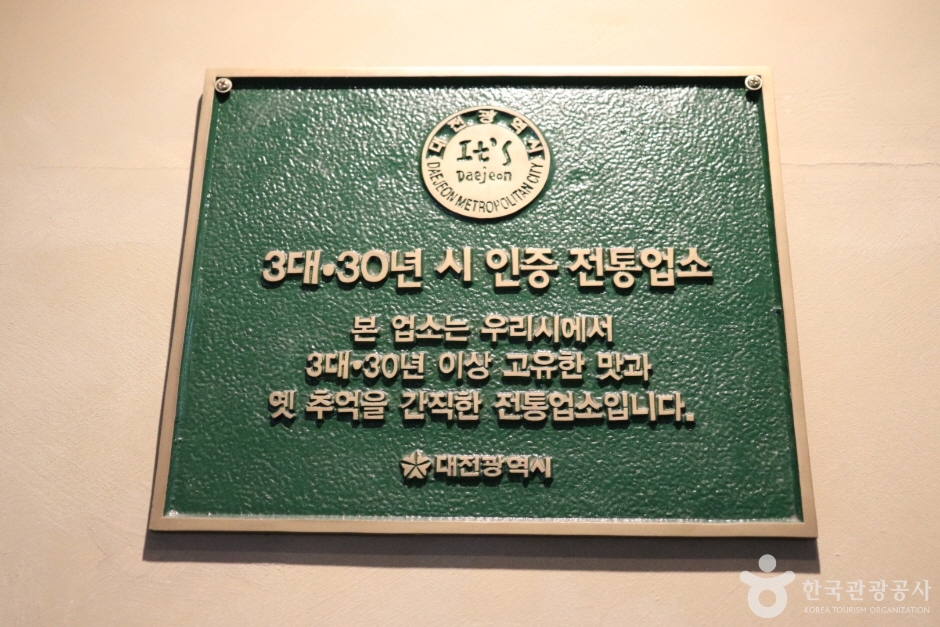 대전광역시
It's
Daejeon
DAEJEON METROPOLITAN CITY
3대•30년 시 인증 전통업소
본 업소는 우리시에서
3대•30년 이상 고유한 맛과
옛 추억을 간직한 전통업소입니다.
대전광역시
한국관광공사
KOREA TOURISM ORGANIZATION